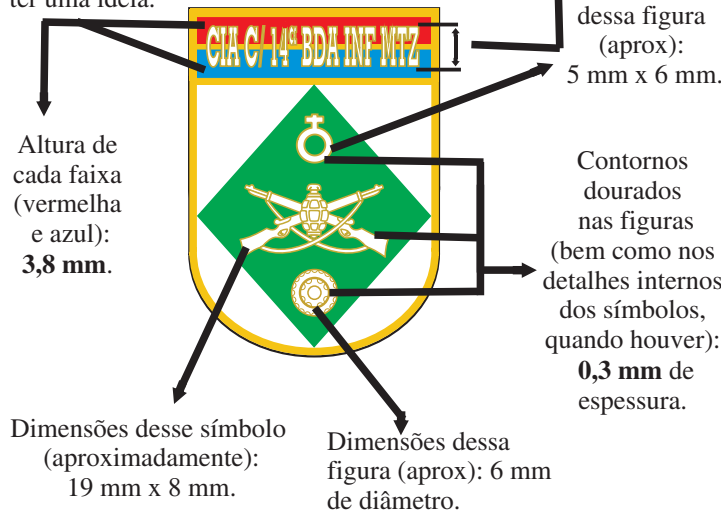 ter uma ideia.
CIA C/ 14ª BDA INF MTZ
dessa figura
(aprox):
5 mm x 6 mm.
Altura de
cada faixa
(vermelha
e azul):
3,8 mm.
Contornos
dourados
nas figuras
(bem como nos
detalhes internos
dos símbolos,
quando houver):
0,3 mm de
espessura.
Dimensões desse símbolo
(aproximadamente):
19 mm x 8 mm.
Dimensões dessa
figura (aprox): 6 mm
de diâmetro.